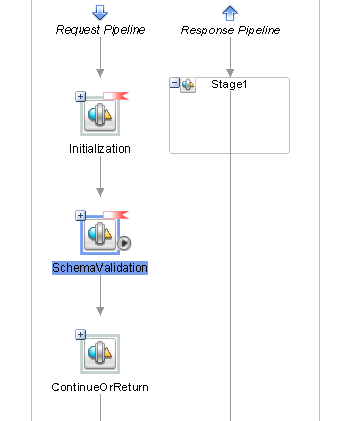 Request Pipeline
Response Pipeline
Stage1
Initialization
SchemaValidation
ContinueOrReturn